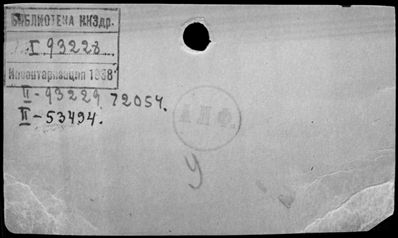 БИБЛИОТЕКА НКЗдр.
I 93228
Инвентаризация 1938
II-93229, 72054.
II-53494.
А.П.Ф.
У